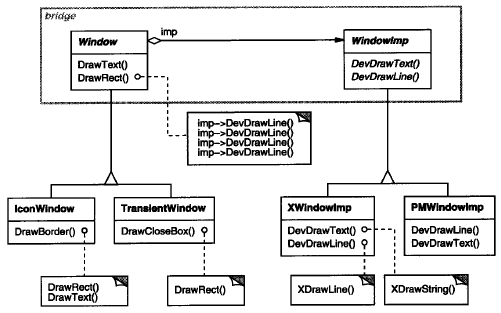 bridge
imp
Window
WindowImp
DrawText()
DrawRect()
DevDrawText()
DevDrawLine()
imp->DevDrawLine()
imp->DevDrawLine()
imp->DevDrawLine()
imp->DevDrawLine()
IconWindow
TransientWindow
XWindowImp
PMWindowImp
DrawBorder()
DrawCloseBox()
DevDrawText()
DevDrawLine()
DevDrawLine()
DevDrawText()
DrawRect()
DrawText()
DrawRect()
XDrawLine()
XDrawString()